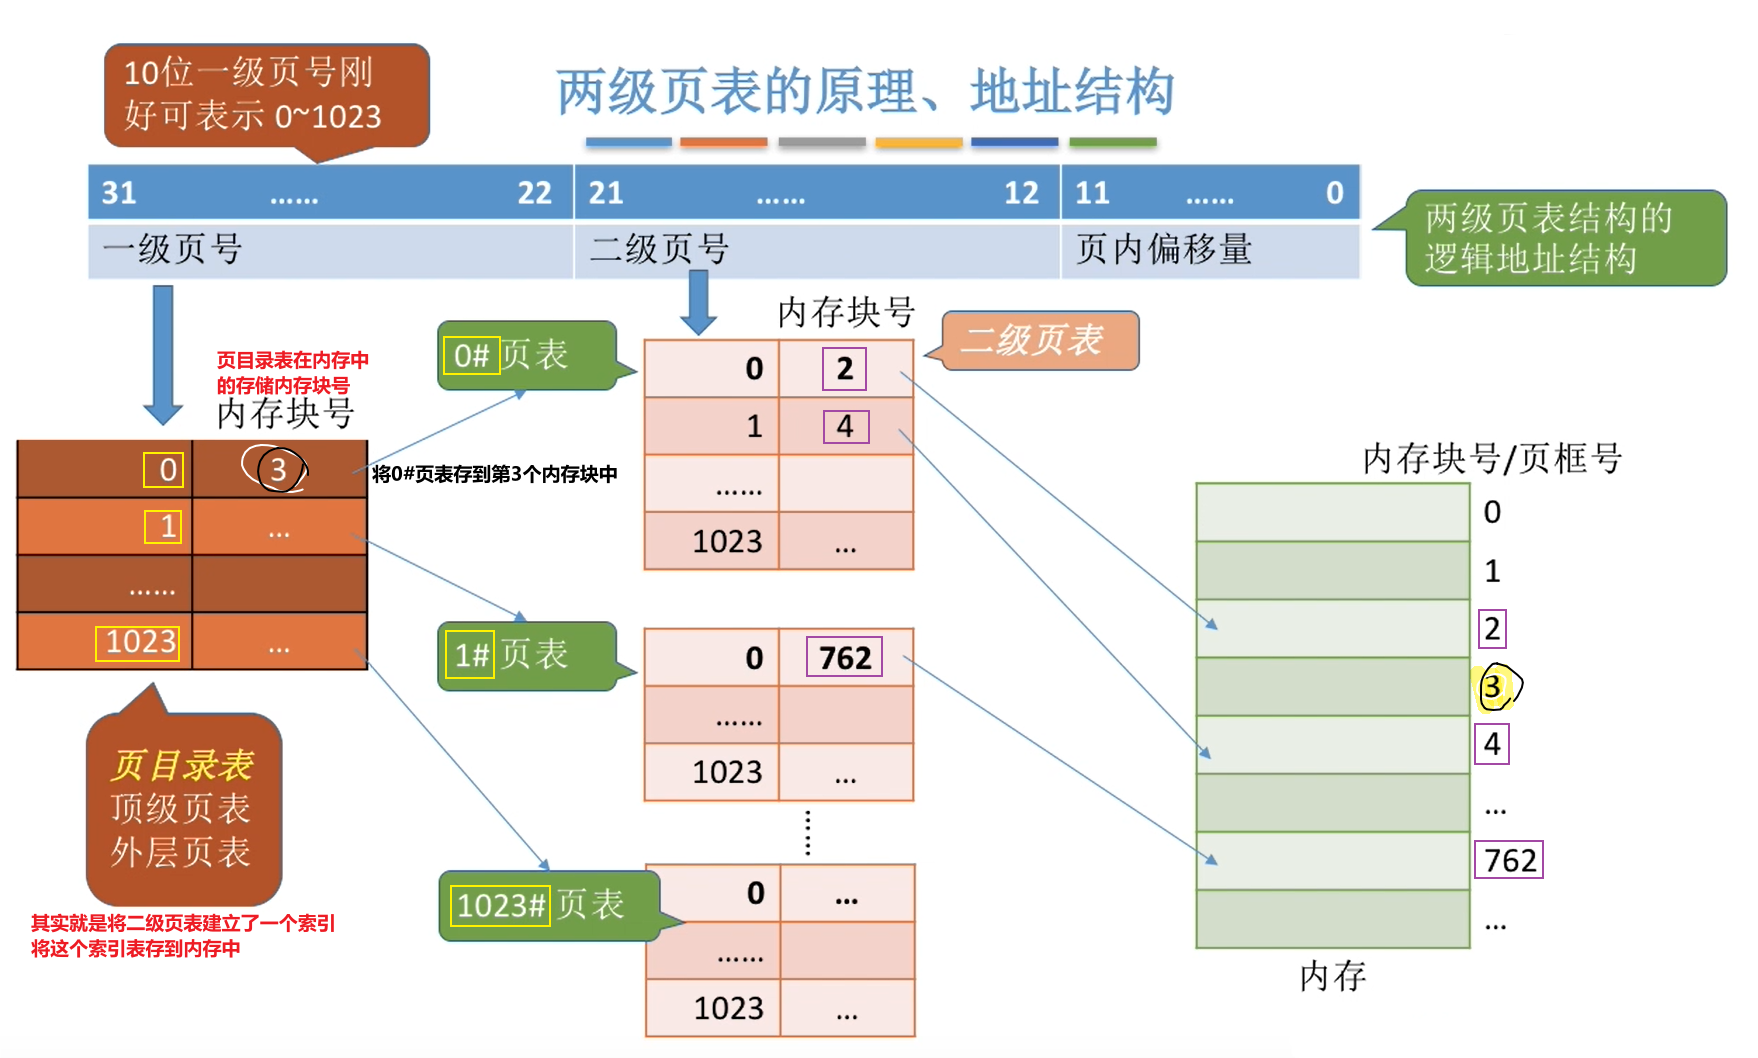 两级页表的原理、地址结构
10位一级页号刚
好可表示 0~1023
31 …… 22 21 …… 12 11 …… 0
一级页号 二级页号 页内偏移量
两级页表结构的
逻辑地址结构
页目录表在内存中
的存储内存块号
内存块号
0 3
1 ...
……
1023 ...
将0#页表存到第3个内存块中
页目录表
顶级页表
外层页表
其实就是将二级页表建立了一个索引
将这个索引表存到内存中
内存块号
二级页表
0#页表
0 2
1 4
……
1023 ...
1#页表
0 762
……
1023 ...
1023#页表
0 ...
……
1023 ...
内存块号/页框号
0
1
2
3
4
...
762
...
内存